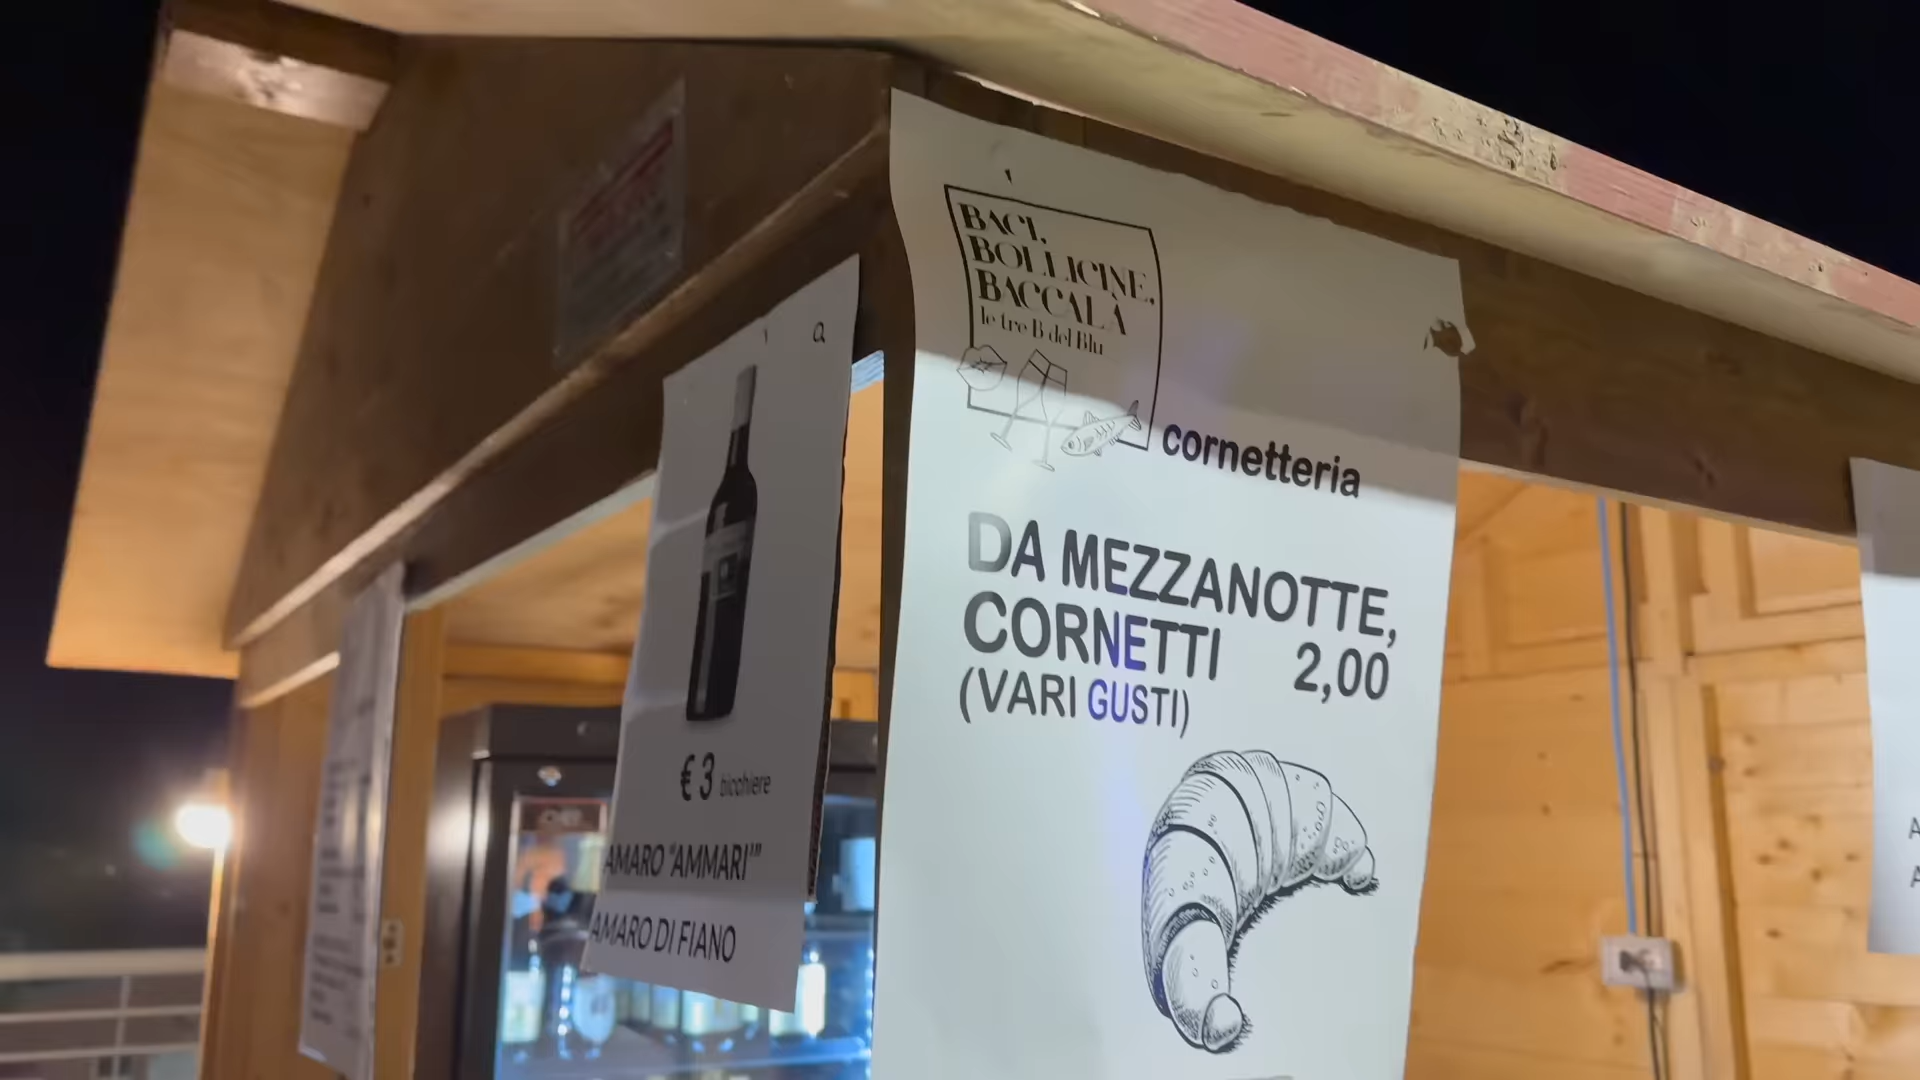 BACI,
BOLLICINE,
BACCALÀ
le tre B del Blu
cornetteria
DA MEZZANOTTE,
CORNETTI 2,00
(VARI GUSTI)
€ 3 bicchiere
AMARO "AMMARI'"
AMARO DI FIANO